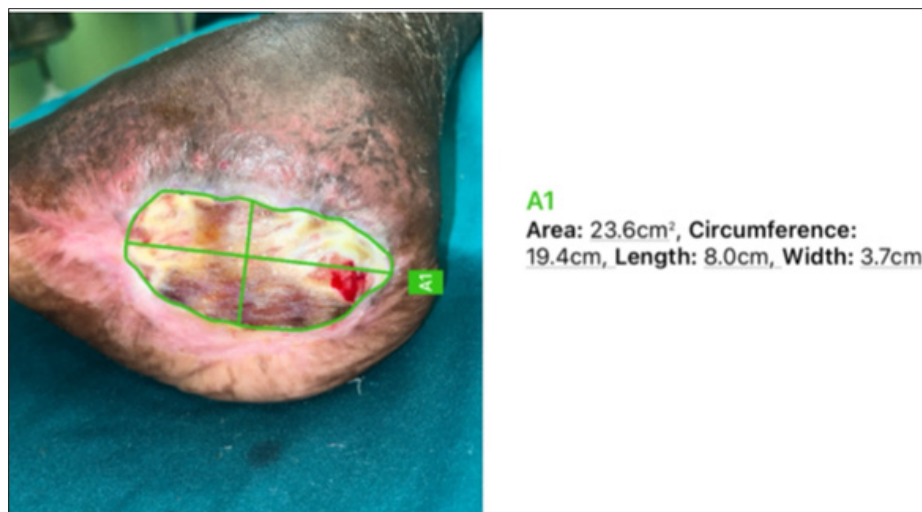 A1
A1
Area: 23.6cm², Circumference:
19.4cm, Length: 8.0cm, Width: 3.7cm